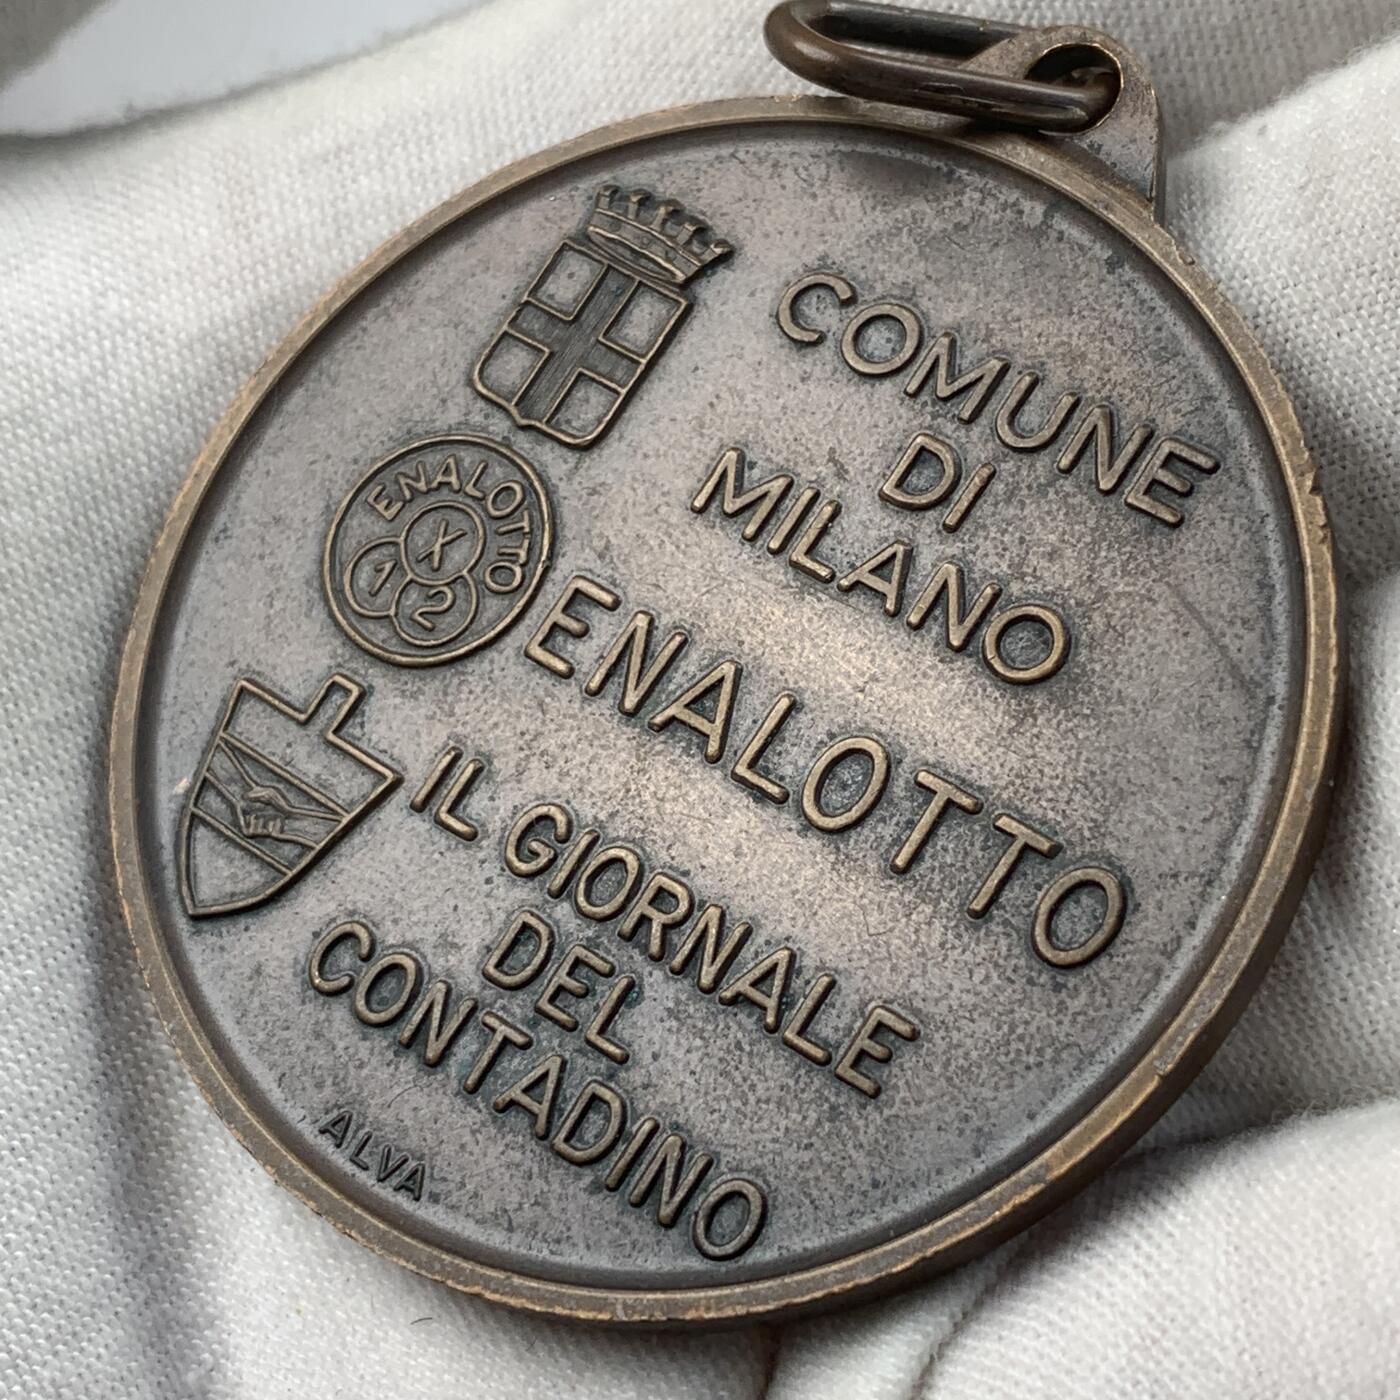 COMUNE
DI
MILANO
ENALOTTO
X
1 2
ENALOTTO
IL GIORNALE
DEL
CONTADINO
ALVA